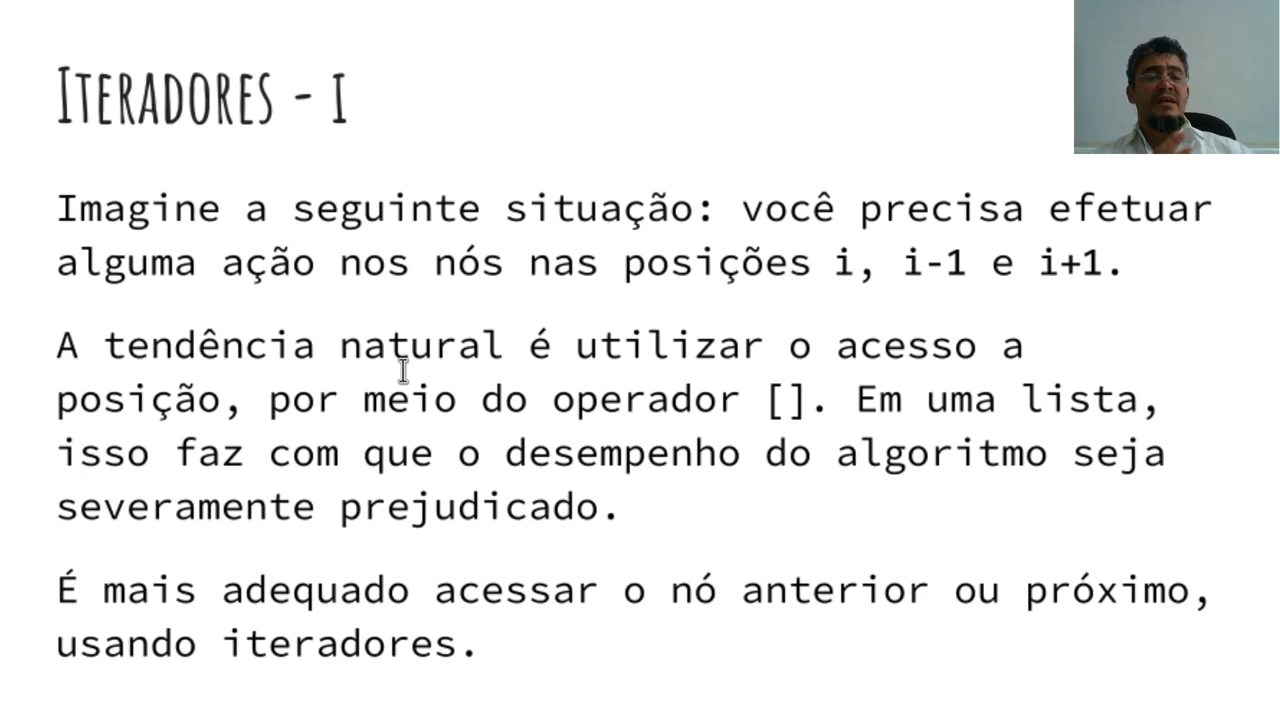 ITERADORES - I
Imagine a seguinte situação: você precisa efetuar
alguma ação nos nós nas posições i, i-1 e i+1.
A tendência natural é utilizar o acesso a
posição, por meio do operador []. Em uma lista,
isso faz com que o desempenho do algoritmo seja
severamente prejudicado.
É mais adequado acessar o nó anterior ou próximo,
usando iteradores.